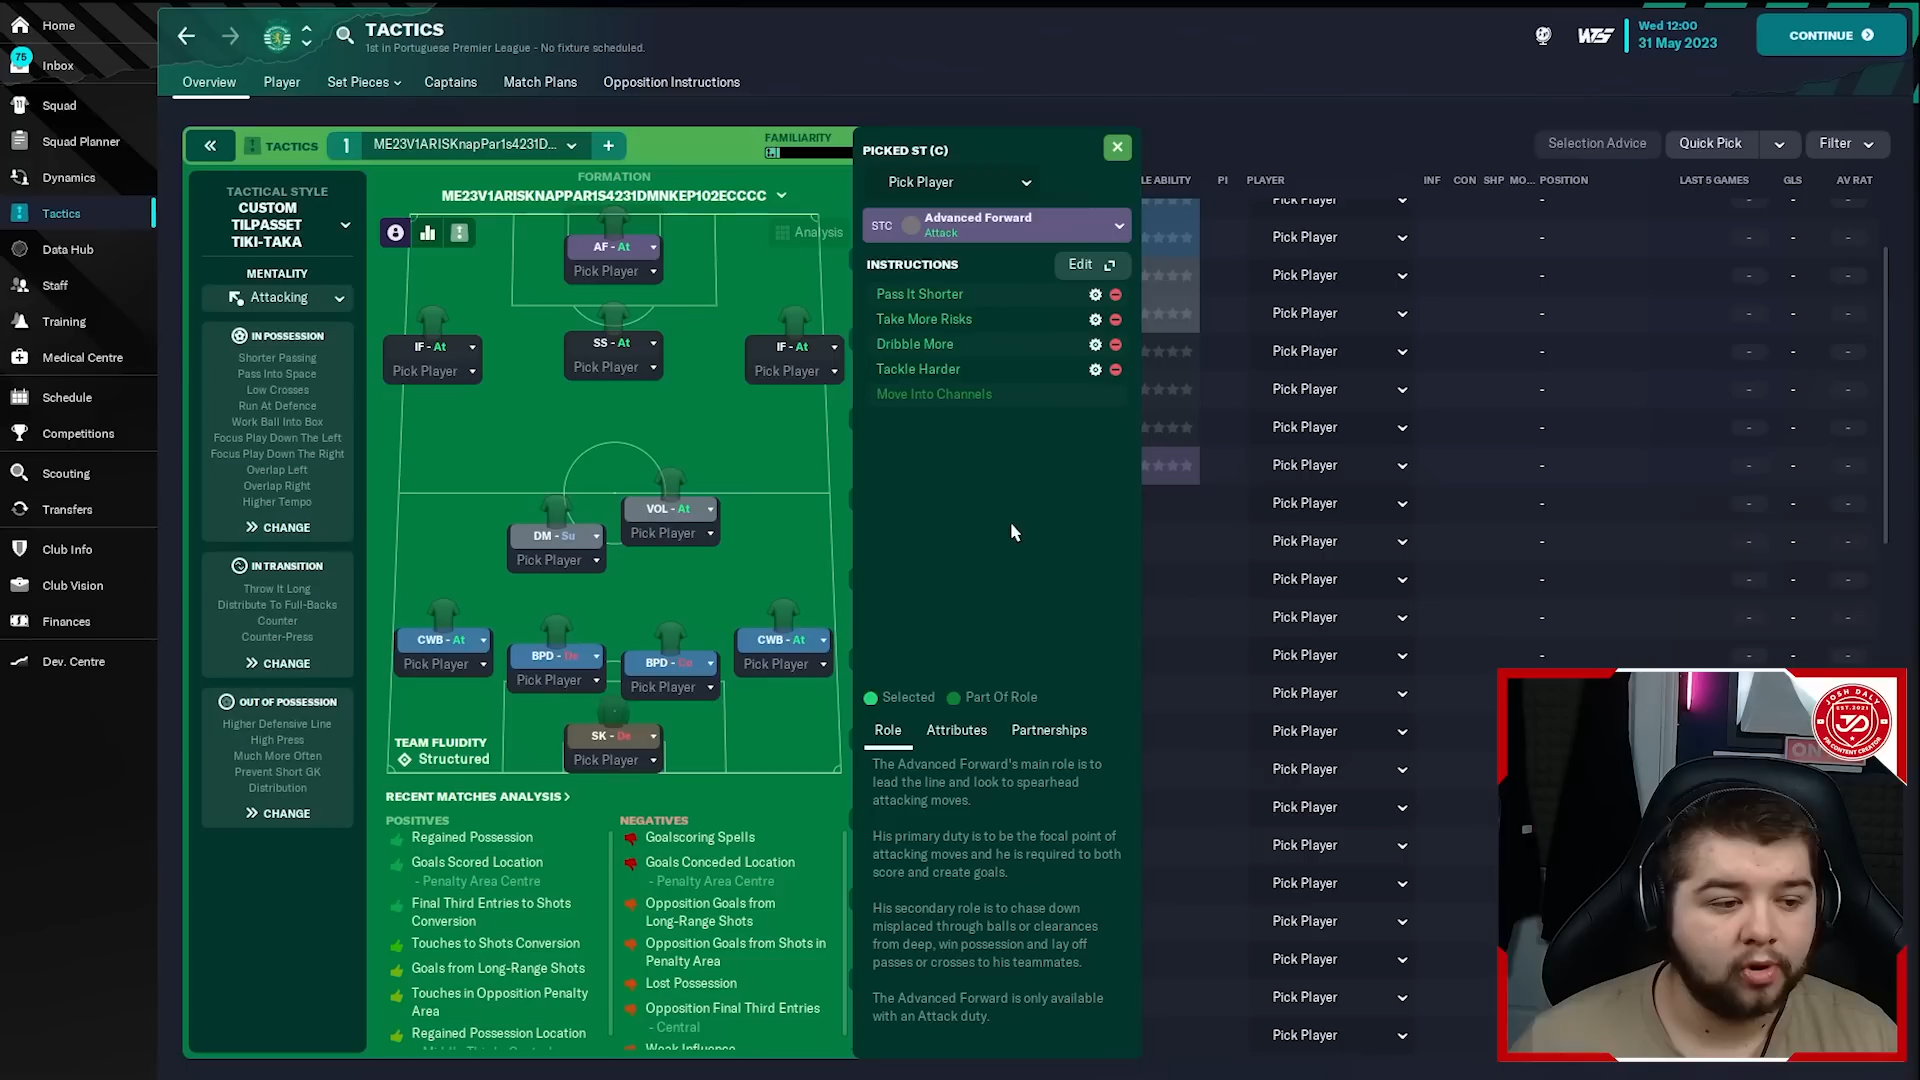 Home
75
Inbox
Squad
Squad Planner
Dynamics
Tactics
Data Hub
Staff
Training
Medical Centre
Schedule
Competitions
Scouting
Transfers
Club Info
Club Vision
Finances
Dev. Centre
TACTICS
1st in Portuguese Premier League - No fixture scheduled.
Wed 12:00
31 May 2023
CONTINUE
Overview
Player
Set Pieces
Captains
Match Plans
Opposition Instructions
TACTICS
1
ME23V1ARISKnapPar1s4231D...
+
FAMILIARITY
FORMATION
ME23V1ARISKNAPPAR1S4231DMNKEP102ECCCC
TACTICAL STYLE
CUSTOM
TILPASSET
TIKI-TAKA
MENTALITY
Attacking
IN POSSESSION
Shorter Passing
Pass Into Space
Low Crosses
Run At Defence
Work Ball Into Box
Focus Play Down The Left
Focus Play Down The Right
Overlap Left
Overlap Right
Higher Tempo
CHANGE
IN TRANSITION
Throw It Long
Distribute To Full-Backs
Counter
Counter-Press
CHANGE
OUT OF POSSESSION
Higher Defensive Line
High Press
Much More Often
Prevent Short GK
Distribution
CHANGE
Analysis
AF - At
Pick Player
IF - At
Pick Player
SS - At
Pick Player
IF - At
Pick Player
VOL - At
Pick Player
DM - Su
Pick Player
CWB - At
Pick Player
BPD - De
Pick Player
BPD - Co
Pick Player
CWB - At
Pick Player
SK - De
Pick Player
TEAM FLUIDITY
Structured
RECENT MATCHES ANALYSIS
POSITIVES
Regained Possession
Goals Scored Location
- Penalty Area Centre
Final Third Entries to Shots
Conversion
Touches to Shots Conversion
Goals from Long-Range Shots
Touches in Opposition Penalty
Area
Regained Possession Location
NEGATIVES
Goalscoring Spells
Goals Conceded Location
- Penalty Area Centre
Opposition Goals from
Long-Range Shots
Opposition Goals from Shots in
Penalty Area
Lost Possession
Opposition Final Third Entries
- Central
Weak Influence
PICKED ST (C)
Pick Player
STC
Advanced Forward
Attack
INSTRUCTIONS
Edit
Pass It Shorter
Take More Risks
Dribble More
Tackle Harder
Move Into Channels
Selected
Part Of Role
Role
Attributes
Partnerships
The Advanced Forward's main role is to
lead the line and look to spearhead
attacking moves.
His primary duty is to be the focal point of
attacking moves and he is required to both
score and create goals.
His secondary role is to chase down
misplaced through balls or clearances
from deep, win possession and lay off
passes or crosses to his teammates.
The Advanced Forward is only available
with an Attack duty.
Selection Advice
Quick Pick
Filter
LE ABILITY
PI
PLAYER
INF
CON
SHP
MO...
POSITION
LAST 5 GAMES
GLS
AV RAT
Pick Player
Pick Player - - - -
Pick Player - - - -
Pick Player - - - -
Pick Player - - - -
Pick Player - - - -
Pick Player - - - -
Pick Player - - - -
Pick Player - - - -
Pick Player - - - -
Pick Player - - - -
Pick Player - - - -
Pick Player - - - -
Pick Player -
Pick Player
Pick Player
Pick Player
Pick Player
Pick Player
Pick Player
Pick Player
Pick Player
Pick Player
JOSH DALY
EST.2021
JD
FM CONTENT CREATOR